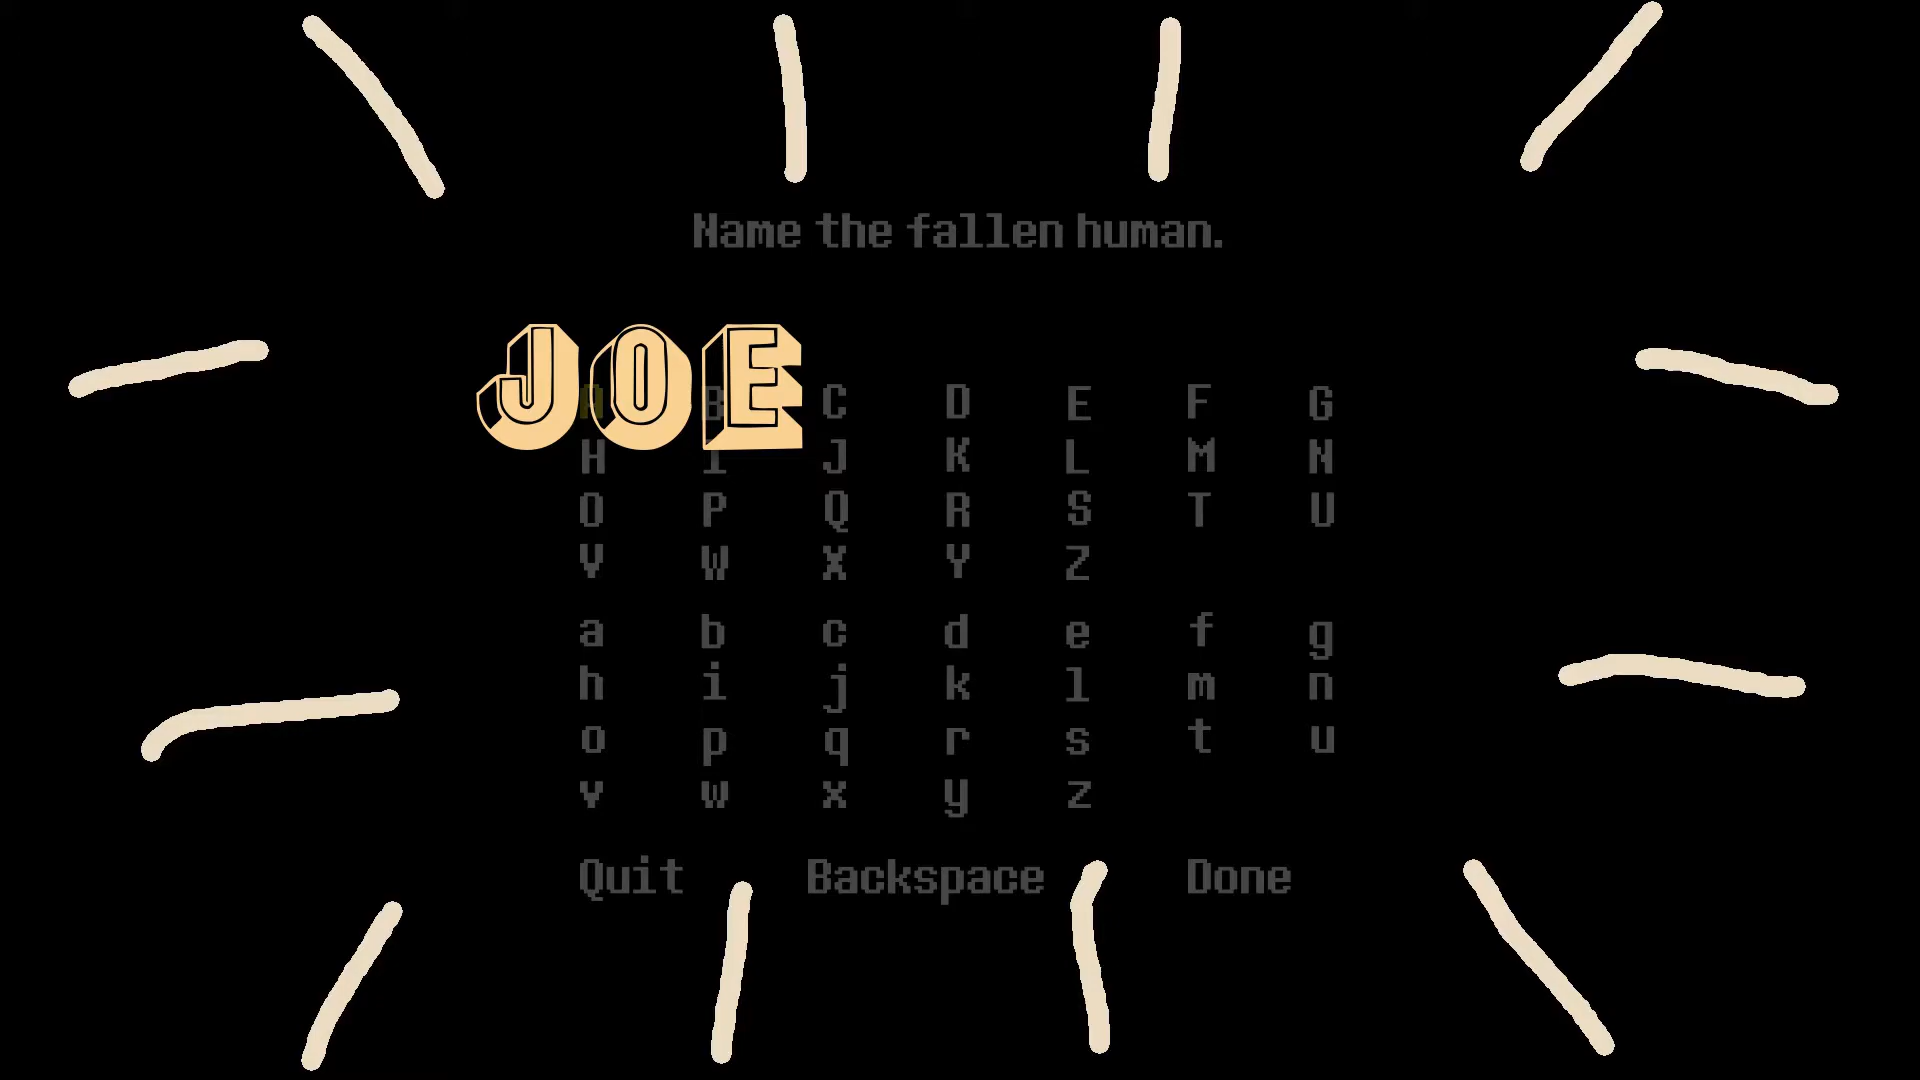 Name the fallen human.
JOE
A B C D E F G
H I J K L M N
O P Q R S T U
V W X Y Z
a b c d e f g
h i j k l m n
o p q r s t u
v w x y z
Quit Backspace Done